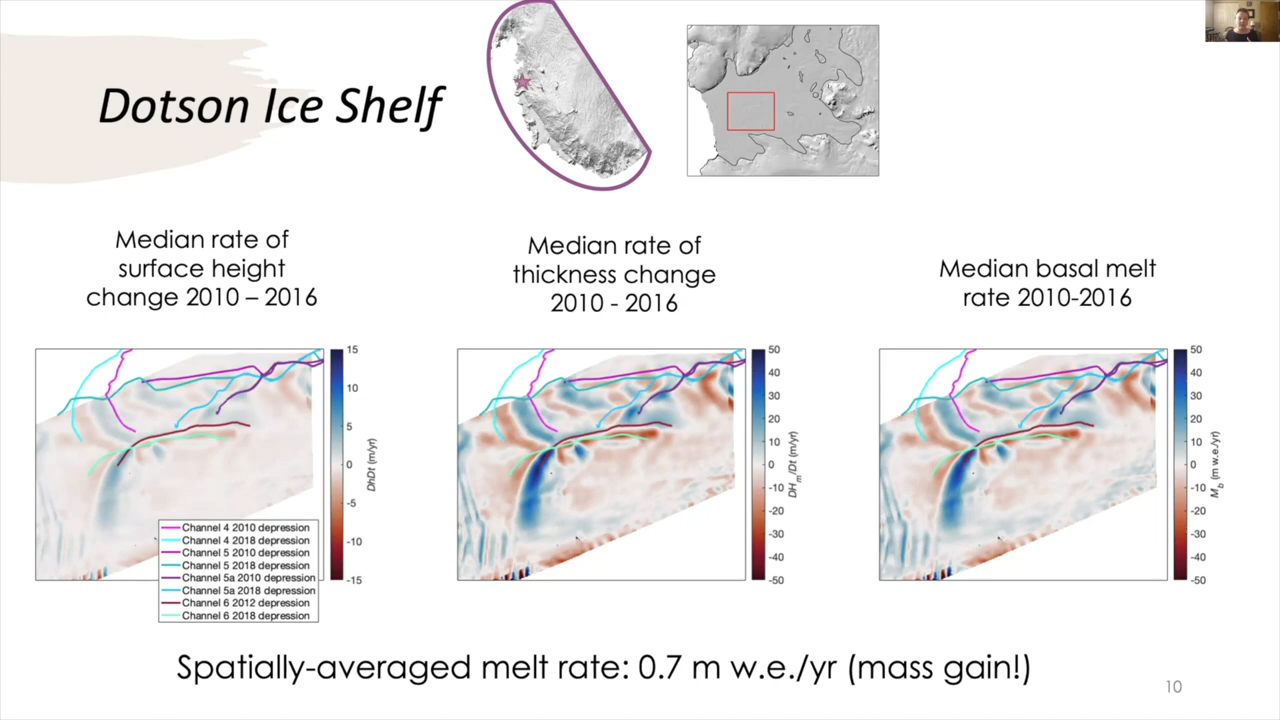 Dotson Ice Shelf
Median rate of
surface height
change 2010 – 2016
Median rate of
thickness change
2010 - 2016
Median basal melt
rate 2010-2016
15
10
5
0
-5
-10
-15
DhDt (m/yr)
Channel 4 2010 depression
Channel 4 2018 depression
Channel 5 2010 depression
Channel 5 2018 depression
Channel 5a 2010 depression
Channel 5a 2018 depression
Channel 6 2012 depression
Channel 6 2018 depression
50
40
30
20
10
0
-10
-20
-30
-40
-50
DHm/Dt (m/yr)
50
40
30
20
10
0
-10
-20
-30
-40
-50
Mb (m w.e./yr)
Spatially-averaged melt rate: 0.7 m w.e./yr (mass gain!)
10